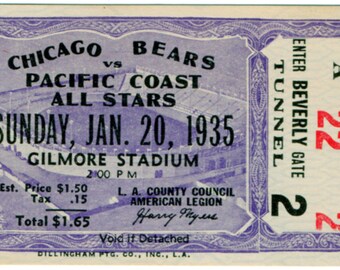 CHICAGO vs BEARS
PACIFIC COAST
ALL STARS
SUNDAY, JAN. 20, 1935
GILMORE STADIUM
2:00 PM
Est. Price $1.50
Tax .15
Total $1.65
L. A. COUNTY COUNCIL
AMERICAN LEGION
Harry Myers
Void if Detached
DILLINGHAM PTG. CO., INC., L.A.
ENTER BEVERLY GATE
TUNNEL 2
A
22
2